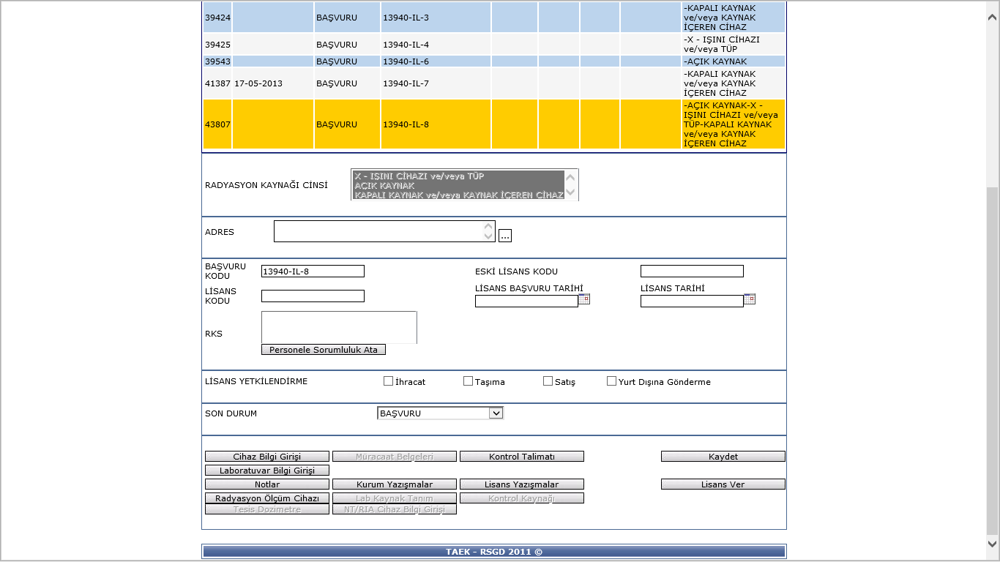 -KAPALI KAYNAK
39424 BAŞVURU 13940-IL-3 ve/veya KAYNAK
İÇEREN CİHAZ
39425 BAŞVURU 13940-IL-4 -X - IŞINI CİHAZI
ve/veya TÜP
39543 BAŞVURU 13940-IL-6 -AÇIK KAYNAK
-KAPALI KAYNAK
41387 17-05-2013 BAŞVURU 13940-IL-7 ve/veya KAYNAK
İÇEREN CİHAZ
-AÇIK KAYNAK-X -
IŞINI CİHAZI ve/veya
43807 BAŞVURU 13940-IL-8 TÜP-KAPALI KAYNAK
ve/veya KAYNAK
İÇEREN CİHAZ
RADYASYON KAYNAĞI CİNSİ
X - IŞINI CİHAZI ve/veya TÜP
AÇIK KAYNAK
KAPALI KAYNAK ve/veya KAYNAK İÇEREN CİHAZ
ADRES ...
BAŞVURU
KODU 13940-IL-8 ESKİ LİSANS KODU
LİSANS
KODU LİSANS BAŞVURU TARİHİ LİSANS TARİHİ
RKS
Personele Sorumluluk Ata
LİSANS YETKİLENDİRME İhracat Taşıma Satış Yurt Dışına Gönderme
SON DURUM BAŞVURU
Cihaz Bilgi Girişi Müracaat Belgeleri Kontrol Talimatı Kaydet
Laboratuvar Bilgi Girişi
Notlar Kurum Yazışmalar Lisans Yazışmalar Lisans Ver
Radyasyon Ölçüm Cihazı Lab Kaynak Tanım Kontrol Kaynağı
Tesis Dozimetre NT/RIA Cihaz Bilgi Girişi
TAEK - RSGD 2011 ©